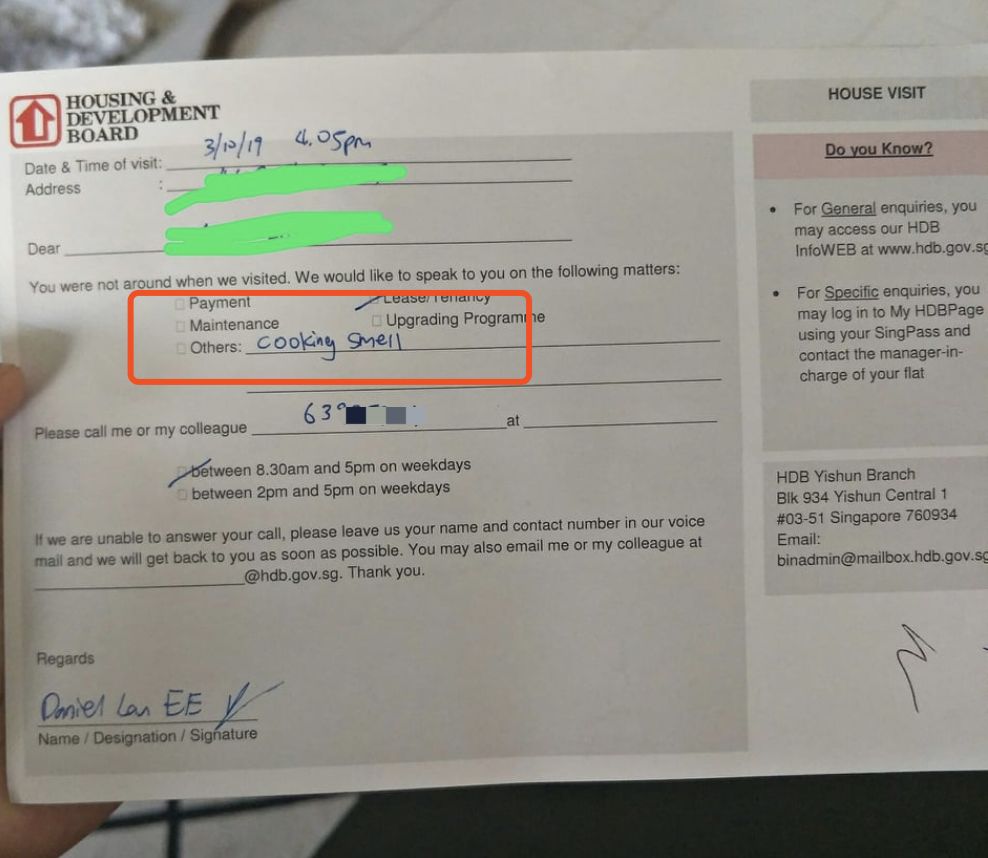 HOUSING &
DEVELOPMENT
BOARD
Date & Time of visit: 3/10/19 4.05pm
Address :
Dear
You were not around when we visited. We would like to speak to you on the following matters:
Payment Lease/Tenancy
Maintenance Upgrading Programme
Others: Cooking Smell
Please call me or my colleague 639 at
between 8.30am and 5pm on weekdays
between 2pm and 5pm on weekdays
If we are unable to answer your call, please leave us your name and contact number in our voice
mail and we will get back to you as soon as possible. You may also email me or my colleague at
@hdb.gov.sg. Thank you.
Regards
Daniel Lau EE
Name / Designation / Signature
HOUSE VISIT
Do you Know?
• For General enquiries, you
may access our HDB
InfoWEB at www.hdb.gov.sg
• For Specific enquiries, you
may log in to My HDBPage
using your SingPass and
contact the manager-in-
charge of your flat
HDB Yishun Branch
Blk 934 Yishun Central 1
#03-51 Singapore 760934
Email:
binadmin@mailbox.hdb.gov.sg